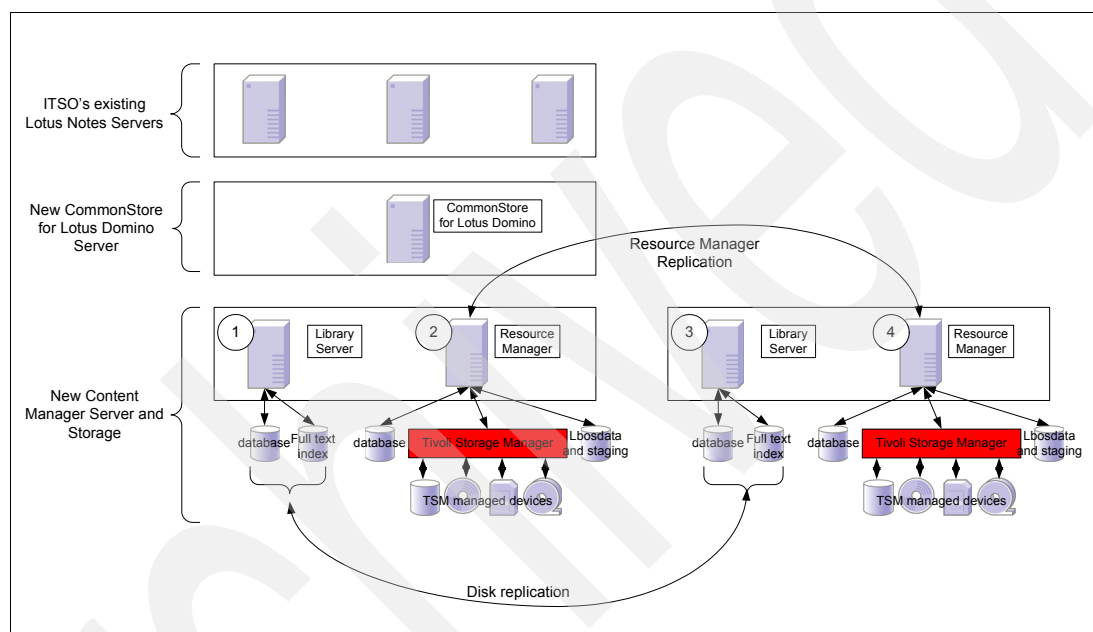 ITSO's existing
Lotus Notes Servers
New CommonStore
for Lotus Domino
Server
CommonStore
for Lotus Domino
Resource Manager
Replication
New Content
Manager Server and
Storage
1
Library
Server
2
Resource
Manager
3
Library
Server
4
Resource
Manager
database
Full text
index
database
Tivoli Storage Manager
Lbosdata
and staging
TSM managed devices
database
Full text
index
database
Tivoli Storage Manager
Lbosdata
and staging
TSM managed devices
Disk replication